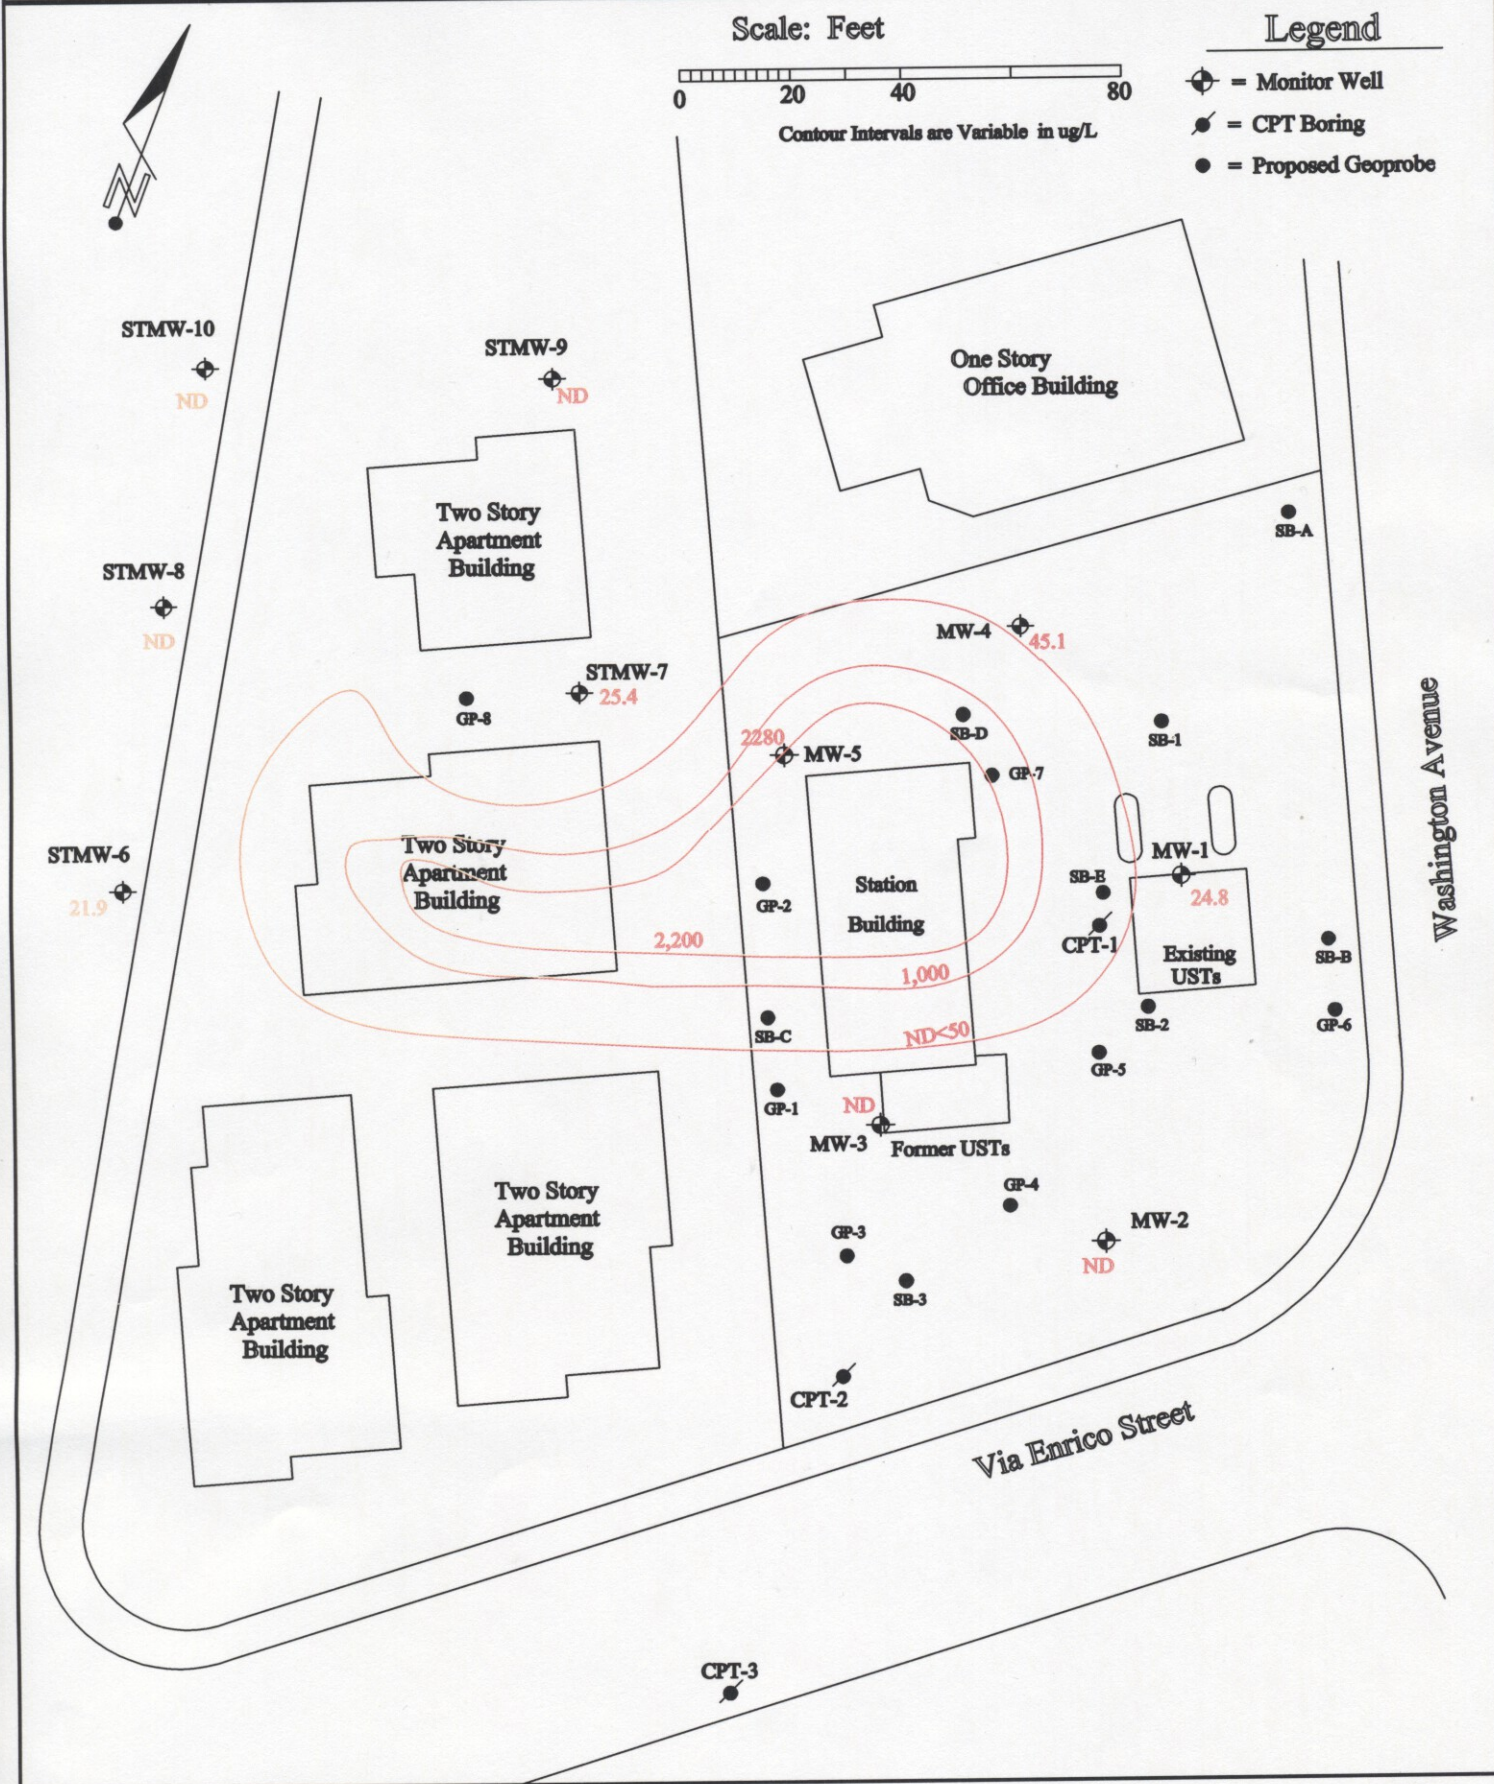 Scale: Feet
0 20 40 80
Contour Intervals are Variable in ug/L
Legend
= Monitor Well
= CPT Boring
= Proposed Geoprobe
N
STMW-10
ND
STMW-9
ND
One Story
Office Building
Two Story
Apartment
Building
SB-A
STMW-8
ND
MW-4
45.1
STMW-7
25.4
GP-8
2280
MW-5
SB-D
SB-1
GP-7
Washington Avenue
STMW-6
21.9
Two Story
Apartment
Building
GP-2
Station
Building
SB-E
CPT-1
MW-1
24.8
Existing
USTs
SB-B
2,200
1,000
SB-C
ND<50
SB-2
GP-6
GP-5
GP-1
ND
MW-3
Former USTs
Two Story
Apartment
Building
GP-4
GP-3
MW-2
ND
SB-3
Two Story
Apartment
Building
CPT-2
Via Enrico Street
CPT-3